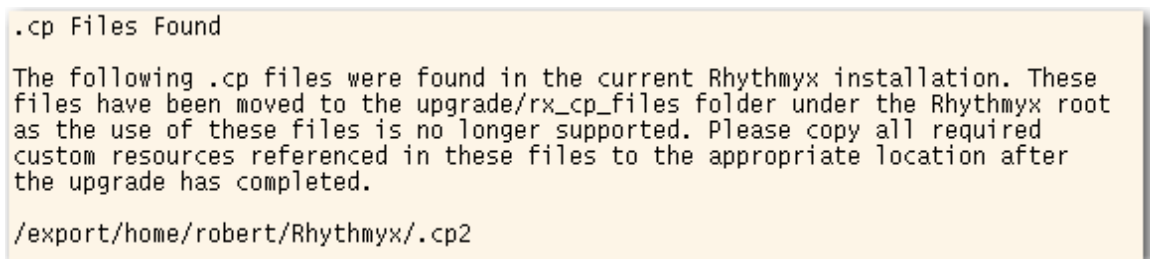 .cp Files Found
The following .cp files were found in the current Rhythmyx installation. These
files have been moved to the upgrade/rx_cp_files folder under the Rhythmyx root
as the use of these files is no longer supported. Please copy all required
custom resources referenced in these files to the appropriate location after
the upgrade has completed.
/export/home/robert/Rhythmyx/.cp2